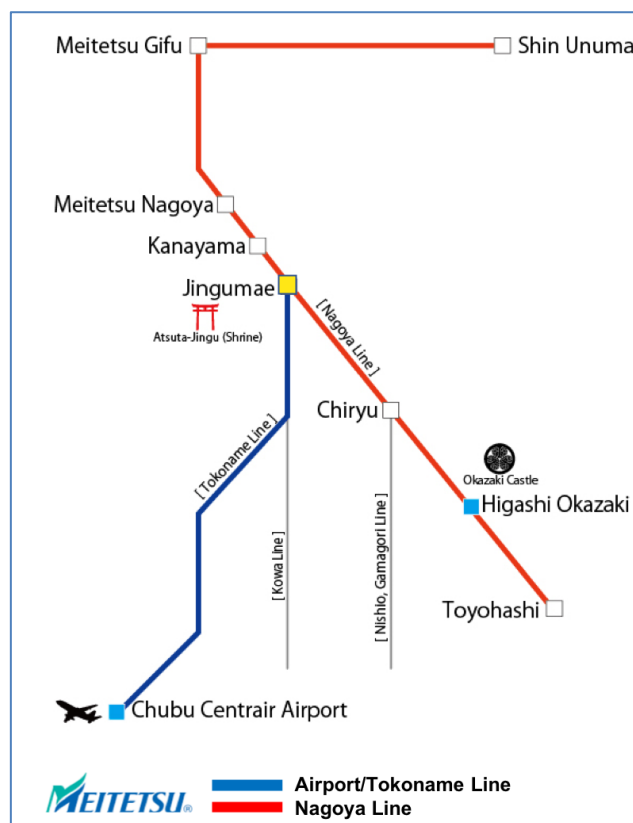 Meitetsu Gifu
Shin Unuma
Meitetsu Nagoya
Kanayama
Jingumae
Atsuta-Jingu (Shrine)
[ Nagoya Line ]
Chiryu
[ Tokoname Line ]
Okazaki Castle
Higashi Okazaki
[ Kowa Line ]
[ Nishio, Gamagori Line ]
Toyohashi
Chubu Centrair Airport
MEITETSU®
Airport/Tokoname Line
Nagoya Line